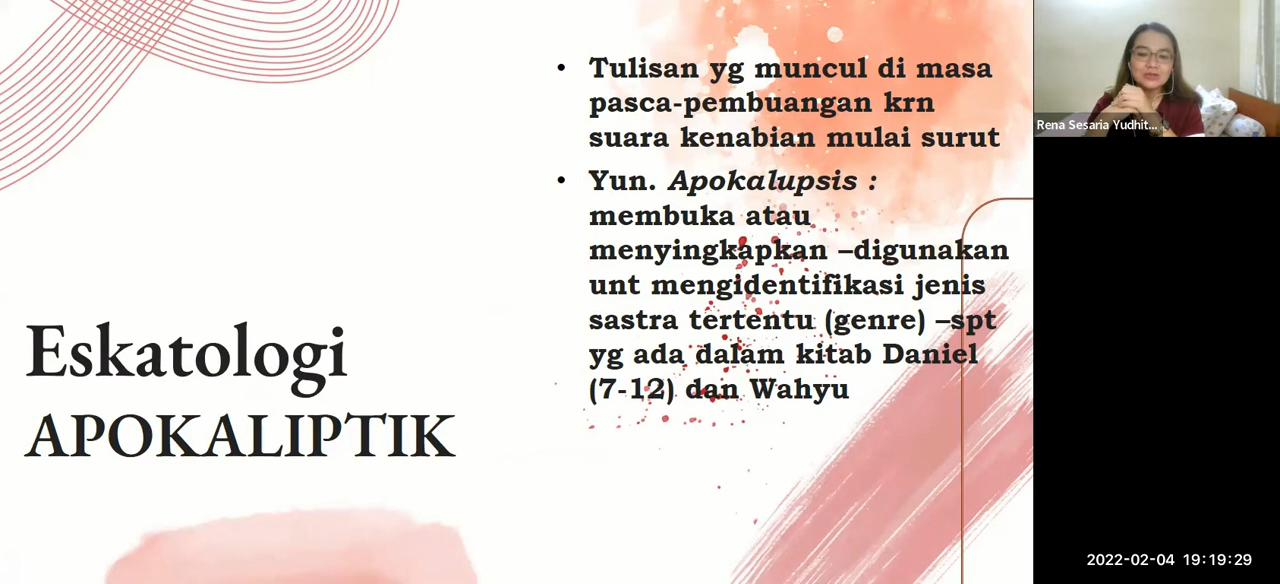 Eskatologi
APOKALIPTIK
• Tulisan yg muncul di masa
pasca-pembuangan krn
suara kenabian mulai surut
• Yun. Apokalupsis :
membuka atau
menyingkapkan –digunakan
unt mengidentifikasi jenis
sastra tertentu (genre) –spt
yg ada dalam kitab Daniel
(7-12) dan Wahyu
Rena Sesaria Yudhit...
2022-02-04 19:19:29